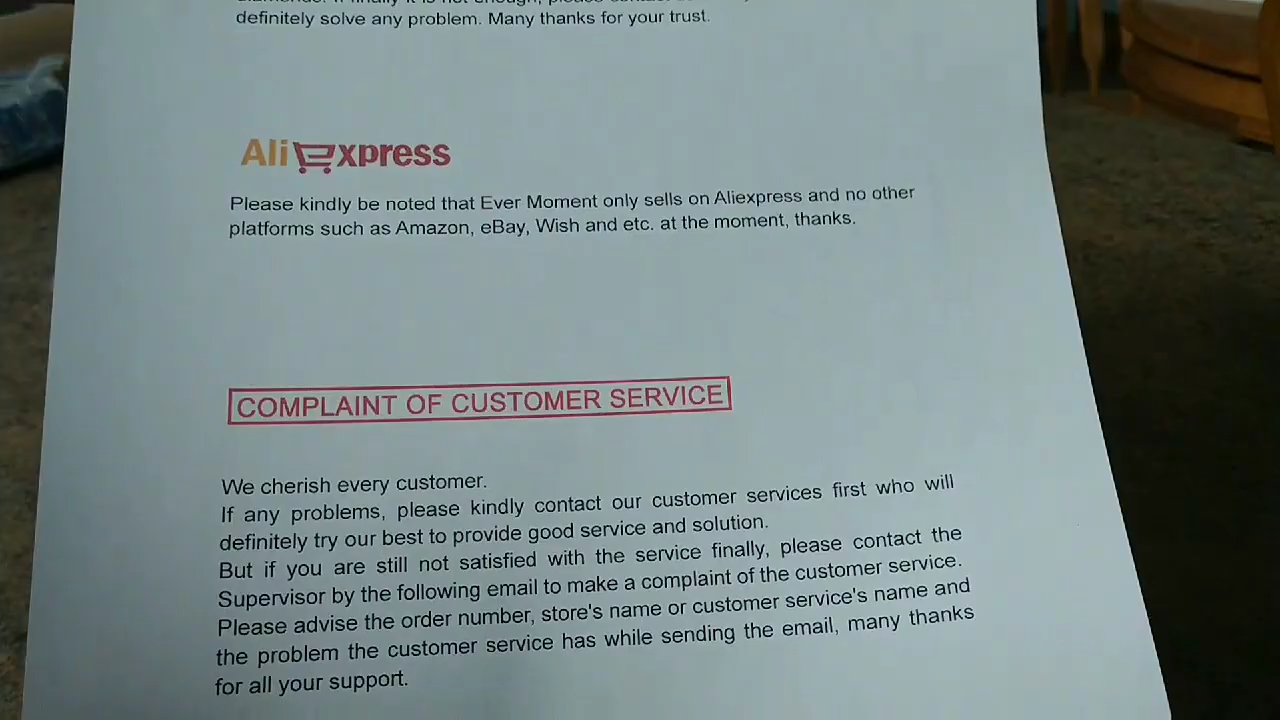 definitely solve any problem. Many thanks for your trust.
AliExpress
Please kindly be noted that Ever Moment only sells on Aliexpress and no other
platforms such as Amazon, eBay, Wish and etc. at the moment, thanks.
COMPLAINT OF CUSTOMER SERVICE
We cherish every customer.
If any problems, please kindly contact our customer services first who will
definitely try our best to provide good service and solution.
But if you are still not satisfied with the service finally, please contact the
Supervisor by the following email to make a complaint of the customer service.
Please advise the order number, store's name or customer service's name and
the problem the customer service has while sending the email, many thanks
for all your support.